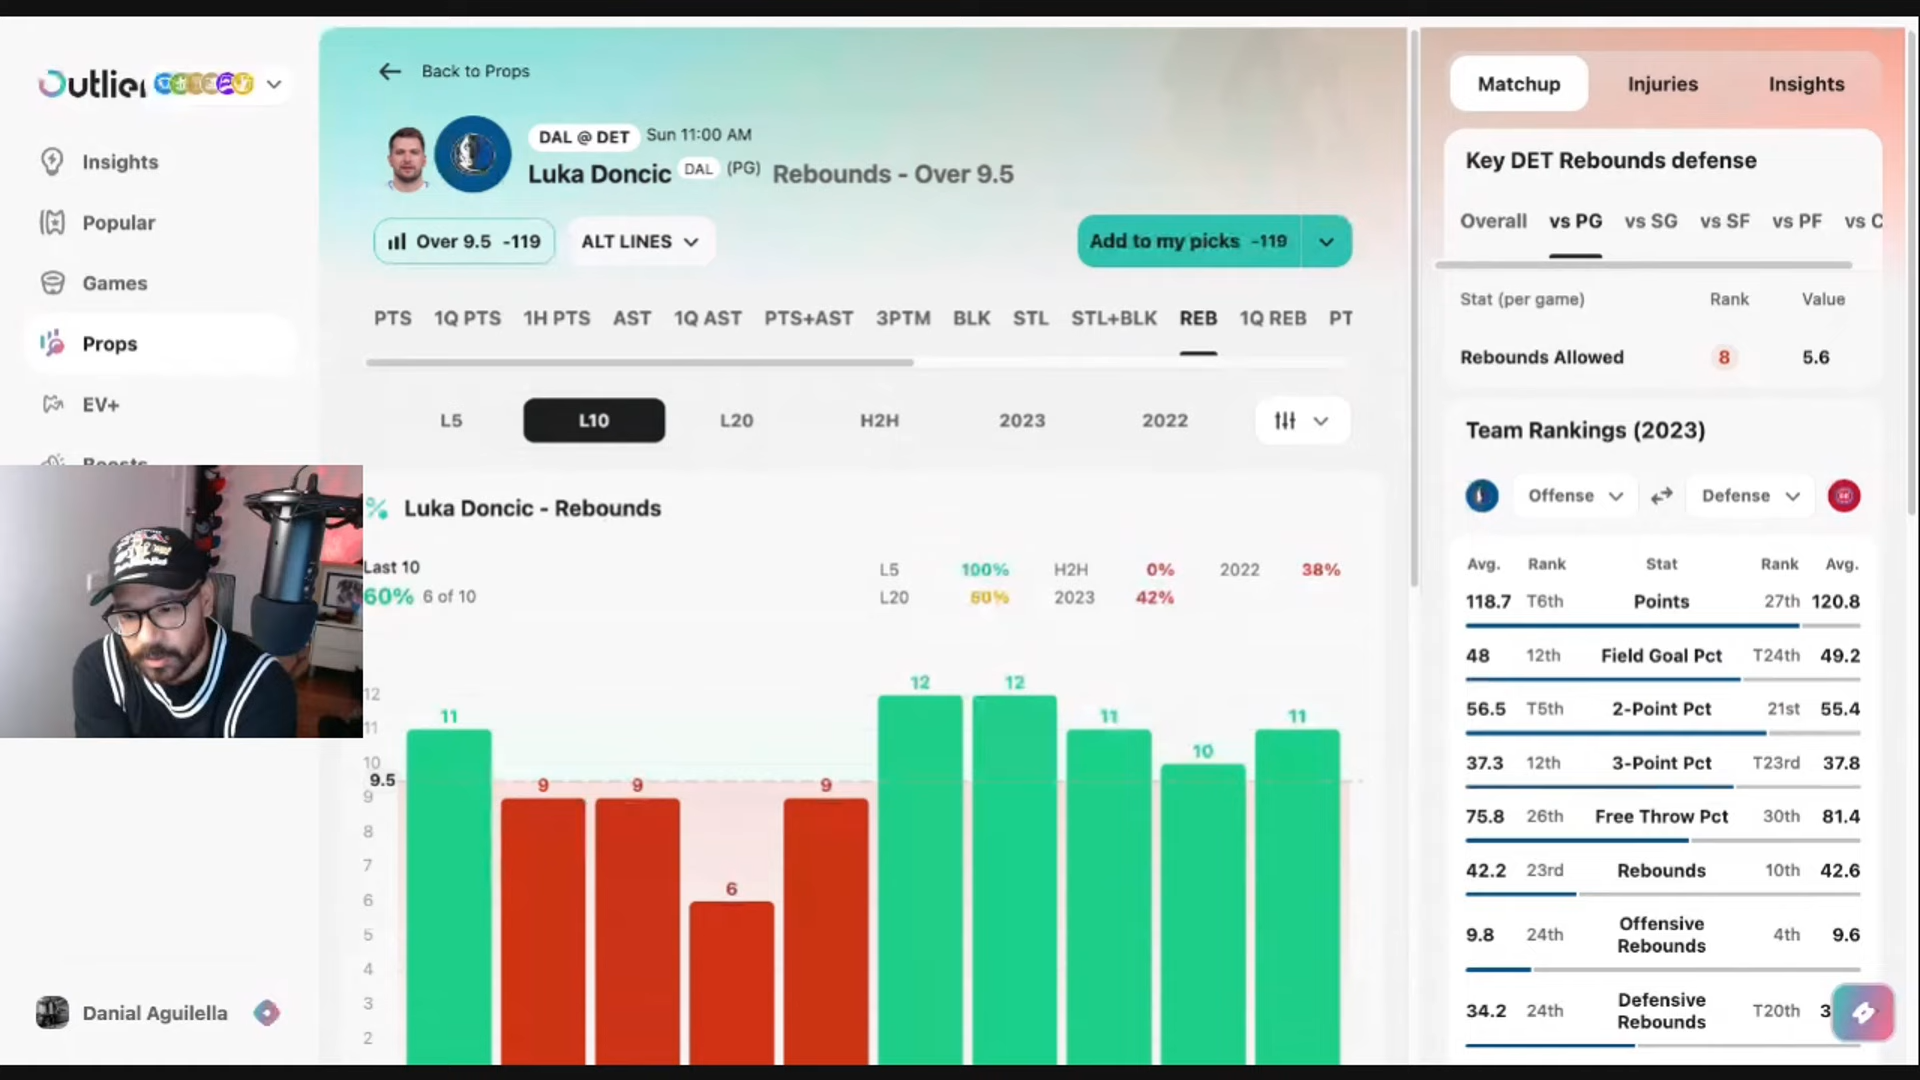 Outlier
Insights
Popular
Games
Props
EV+
Boosts
Danial Aguilella
Back to Props
DAL @ DET Sun 11:00 AM
Luka Doncic DAL (PG) Rebounds - Over 9.5
Over 9.5 -119
ALT LINES
Add to my picks -119
PTS 1Q PTS 1H PTS AST 1Q AST PTS+AST 3PTM BLK STL STL+BLK REB 1Q REB PT
L5 L10 L20 H2H 2023 2022
% Luka Doncic - Rebounds
Last 10
60% 6 of 10
L5 100% H2H 0% 2022 38%
L20 60% 2023 42%
12
11
10
9.5
9
8
7
6
5
4
3
2
11 9 9 6 9 12 12 11 10 11
Matchup Injuries Insights
Key DET Rebounds defense
Overall vs PG vs SG vs SF vs PF vs C
Stat (per game) Rank Value
Rebounds Allowed 8 5.6
Team Rankings (2023)
Offense Defense
Avg. Rank Stat Rank Avg.
118.7 T6th Points 27th 120.8
48 12th Field Goal Pct T24th 49.2
56.5 T5th 2-Point Pct 21st 55.4
37.3 12th 3-Point Pct T23rd 37.8
75.8 26th Free Throw Pct 30th 81.4
42.2 23rd Rebounds 10th 42.6
9.8 24th Offensive Rebounds 4th 9.6
34.2 24th Defensive Rebounds T20th 3